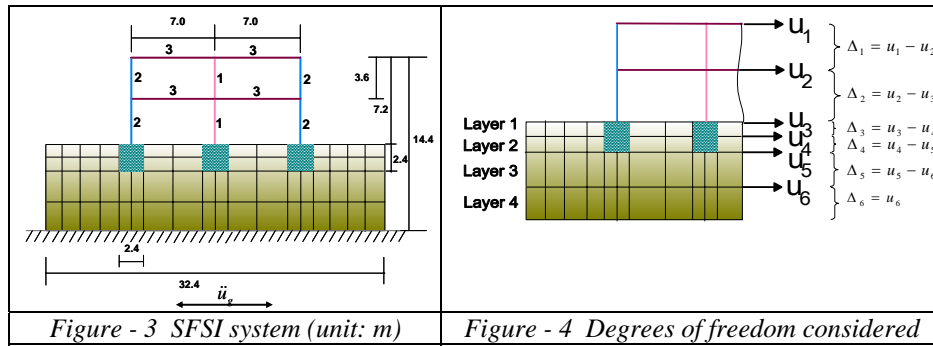 7.0 7.0
3 3
2 1 2
3 3
2 1 2
3.6
7.2
14.4
2.4
2.4
32.4
ü_g
Figure - 3 SFSI system (unit: m)
u₁
u₂
u₃
u₄
u₅
u₆
Δ₁ = u₁ − u₂
Δ₂ = u₂ − u₃
Δ₃ = u₃ − u
Δ₄ = u₄ − u₅
Δ₅ = u₅ − u₆
Δ₆ = u₆
Layer 1
Layer 2
Layer 3
Layer 4
Figure - 4 Degrees of freedom considered